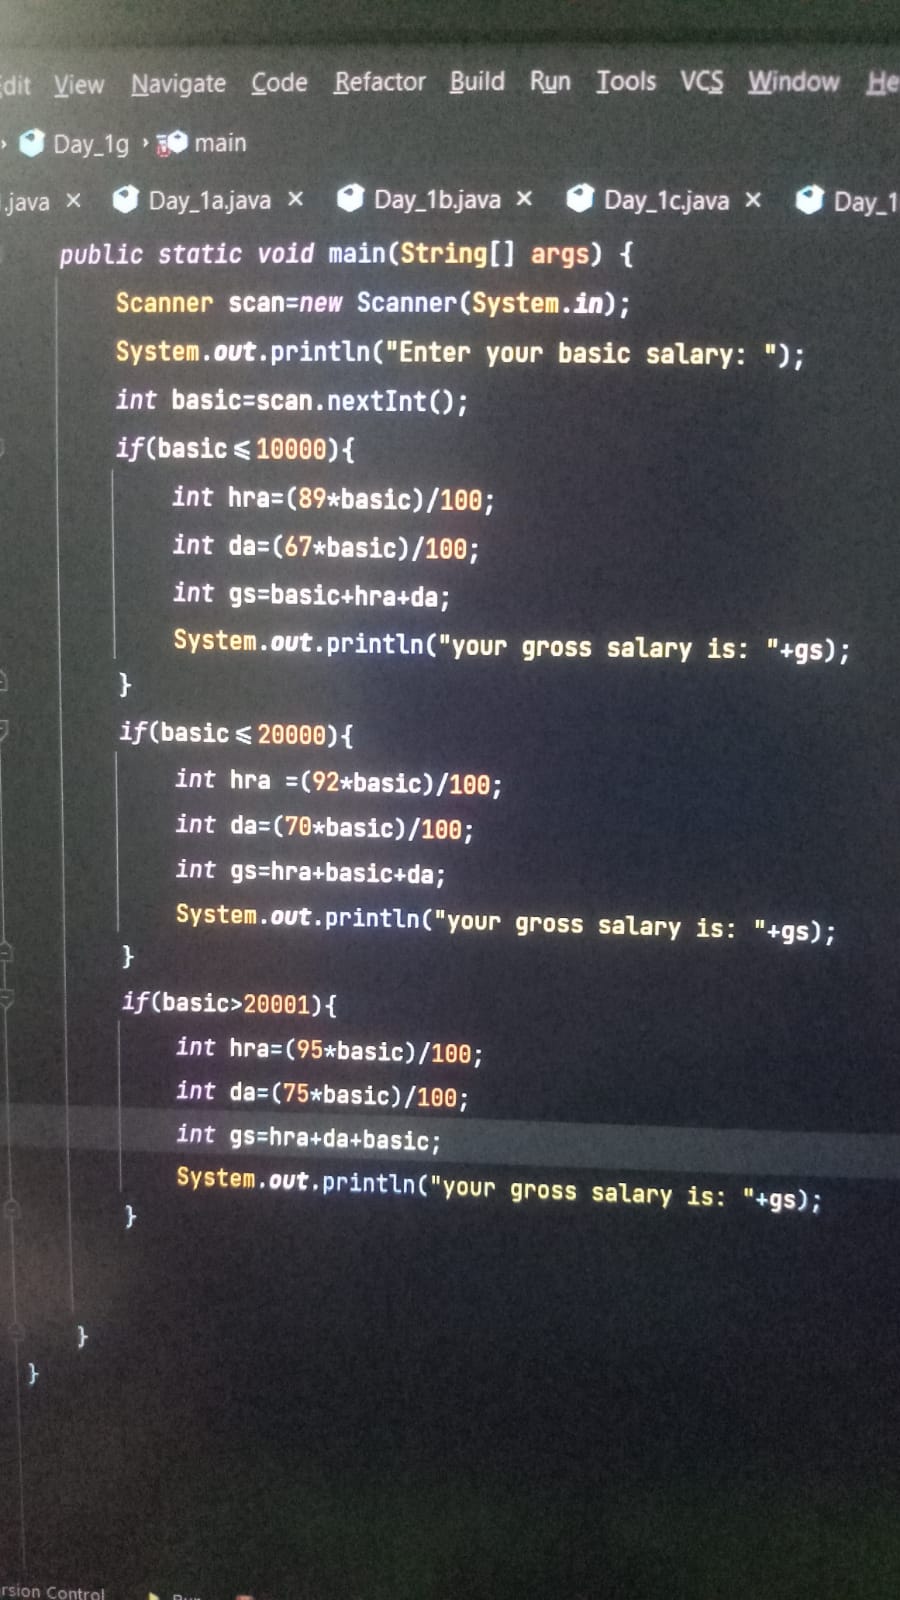 View Navigate Code Refactor Build Run Tools VCS Window
Day_1g main
.java Day_1a.java Day_1b.java Day_1c.java
public static void main(String[] args) {
Scanner scan=new Scanner(System.in);
System.out.println("Enter your basic salary: ");
int basic=scan.nextInt();
if(basic≤10000){
int hra=(89*basic)/100;
int da=(67*basic)/100;
int gs=basic+hra+da;
System.out.println("your gross salary is: "+gs);
}
if(basic≤20000){
int hra =(92*basic)/100;
int da=(70*basic)/100;
int gs=hra+basic+da;
System.out.println("your gross salary is: "+gs);
}
if(basic>20001){
int hra=(95*basic)/100;
int da=(75*basic)/100;
int gs=hra+da+basic;
System.out.println("your gross salary is: "+gs);
}
}
}
Control